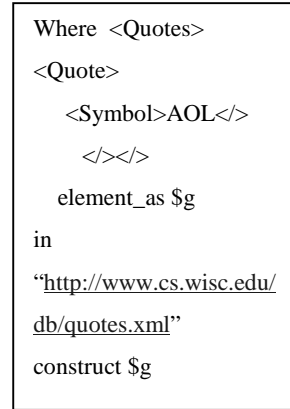 Where <Quotes>
<Quote>
<Symbol>AOL</>
</></>
element_as $g
in
“http://www.cs.wisc.edu/
db/quotes.xml”
construct $g